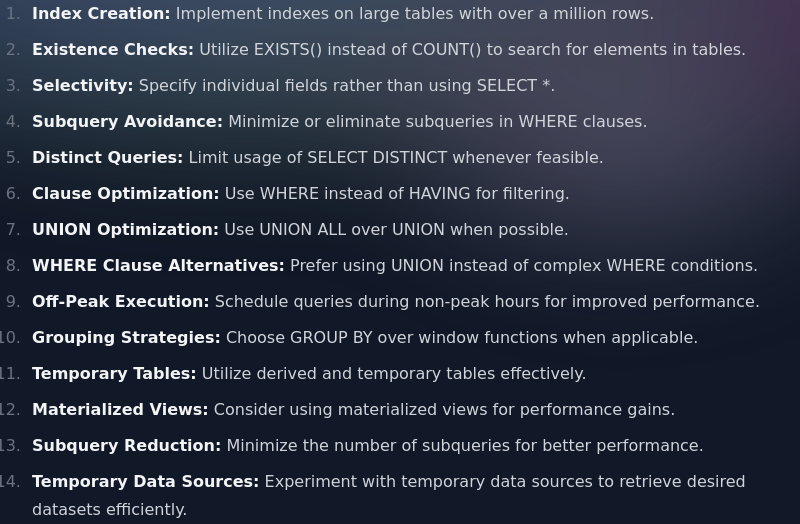 1. Index Creation: Implement indexes on large tables with over a million rows.
2. Existence Checks: Utilize EXISTS() instead of COUNT() to search for elements in tables.
3. Selectivity: Specify individual fields rather than using SELECT *.
4. Subquery Avoidance: Minimize or eliminate subqueries in WHERE clauses.
5. Distinct Queries: Limit usage of SELECT DISTINCT whenever feasible.
6. Clause Optimization: Use WHERE instead of HAVING for filtering.
7. UNION Optimization: Use UNION ALL over UNION when possible.
8. WHERE Clause Alternatives: Prefer using UNION instead of complex WHERE conditions.
9. Off-Peak Execution: Schedule queries during non-peak hours for improved performance.
10. Grouping Strategies: Choose GROUP BY over window functions when applicable.
11. Temporary Tables: Utilize derived and temporary tables effectively.
12. Materialized Views: Consider using materialized views for performance gains.
13. Subquery Reduction: Minimize the number of subqueries for better performance.
14. Temporary Data Sources: Experiment with temporary data sources to retrieve desired
datasets efficiently.